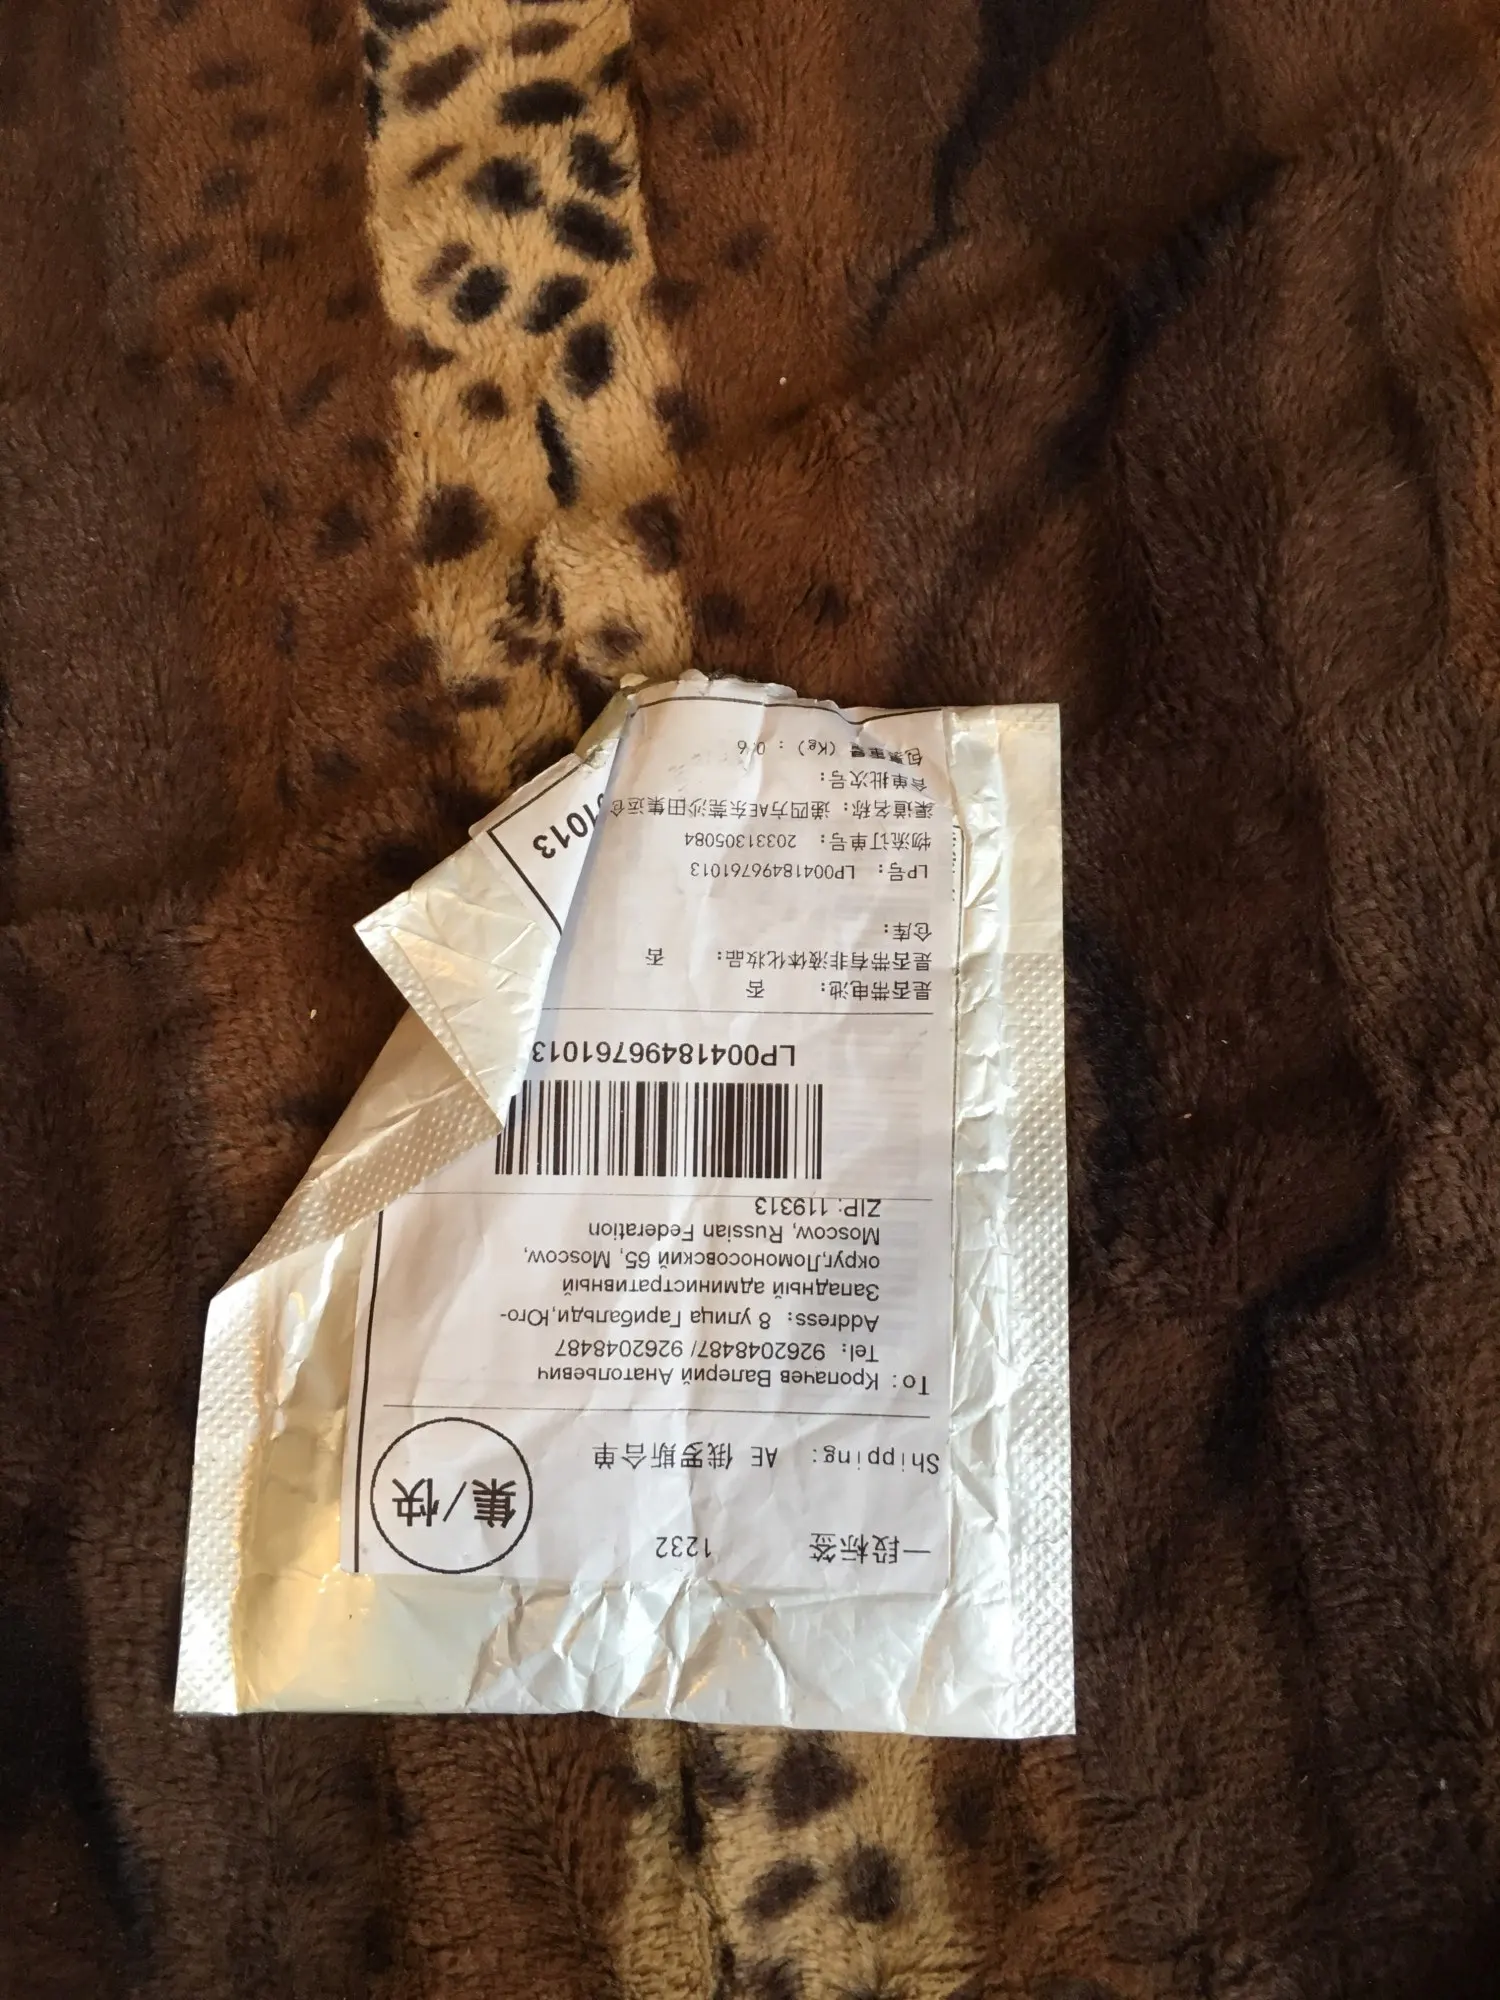 一段标签 1232
集/快
Shipping: AE 俄罗斯合单
To: Кропачев Валерий Анатольевич
Tel: 9262048487/ 9262048487
Address: 8 улица Гарибальди,Юго-
Западный административный
округ,Ломоносовский 65, Moscow,
Moscow, Russian Federation
ZIP: 119313
LP00418496761013
是否带电池: 否
是否带有非液体化妆品: 否
仓库:
LP号: LP00418496761013
物流订单号: 20331305084
渠道名称: 递四方AE东莞沙田集运仓
合单批次号:
包裹重量 (Kg) :
1013